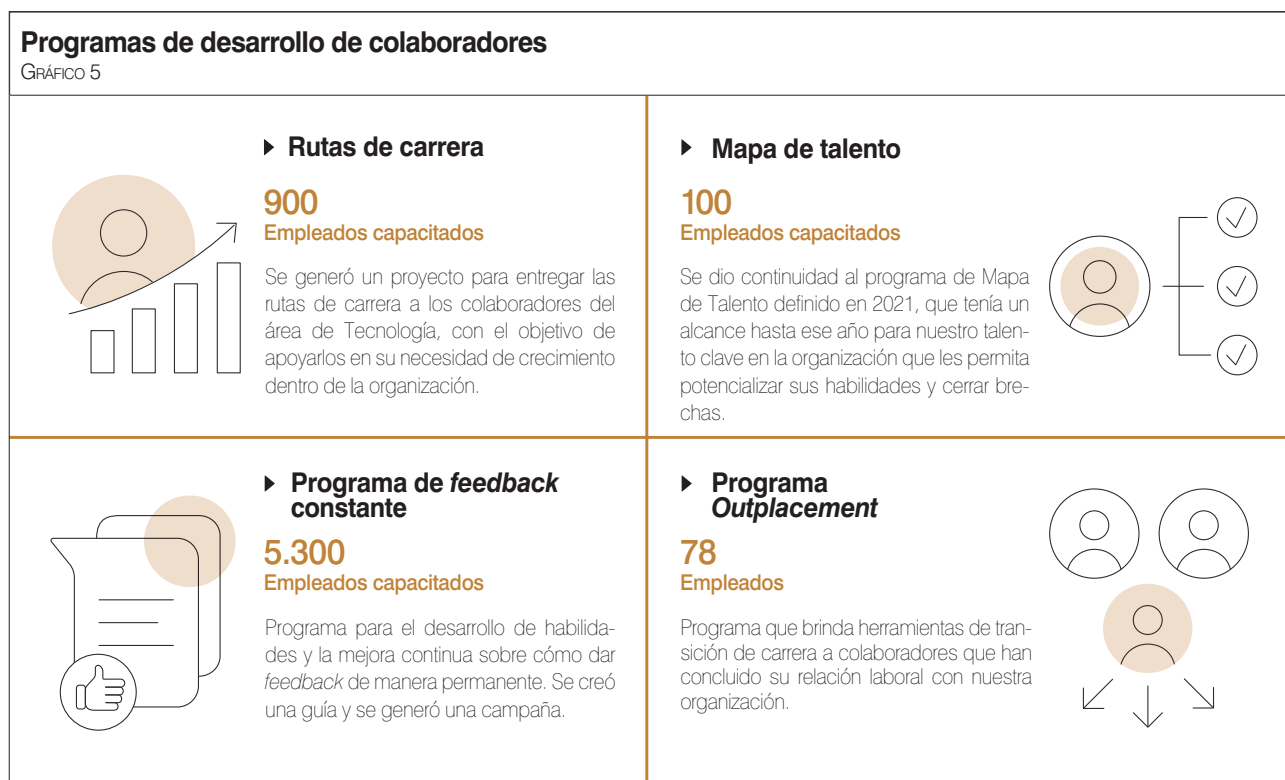 Programas de desarrollo de colaboradores
GRÁFICO 5
Rutas de carrera
900
Empleados capacitados
Se generó un proyecto para entregar las
rutas de carrera a los colaboradores del
área de Tecnología, con el objetivo de
apoyarlos en su necesidad de crecimiento
dentro de la organización.
Mapa de talento
100
Empleados capacitados
Se dio continuidad al programa de Mapa
de Talento definido en 2021, que tenía un
alcance hasta ese año para nuestro talen-
to clave en la organización que les permita
potencializar sus habilidades y cerrar bre-
chas.
Programa de feedback
constante
5.300
Empleados capacitados
Programa para el desarrollo de habilida-
des y la mejora continua sobre cómo dar
feedback de manera permanente. Se creó
una guía y se generó una campaña.
Programa
Outplacement
78
Empleados
Programa que brinda herramientas de tran-
sición de carrera a colaboradores que han
concluido su relación laboral con nuestra
organización.